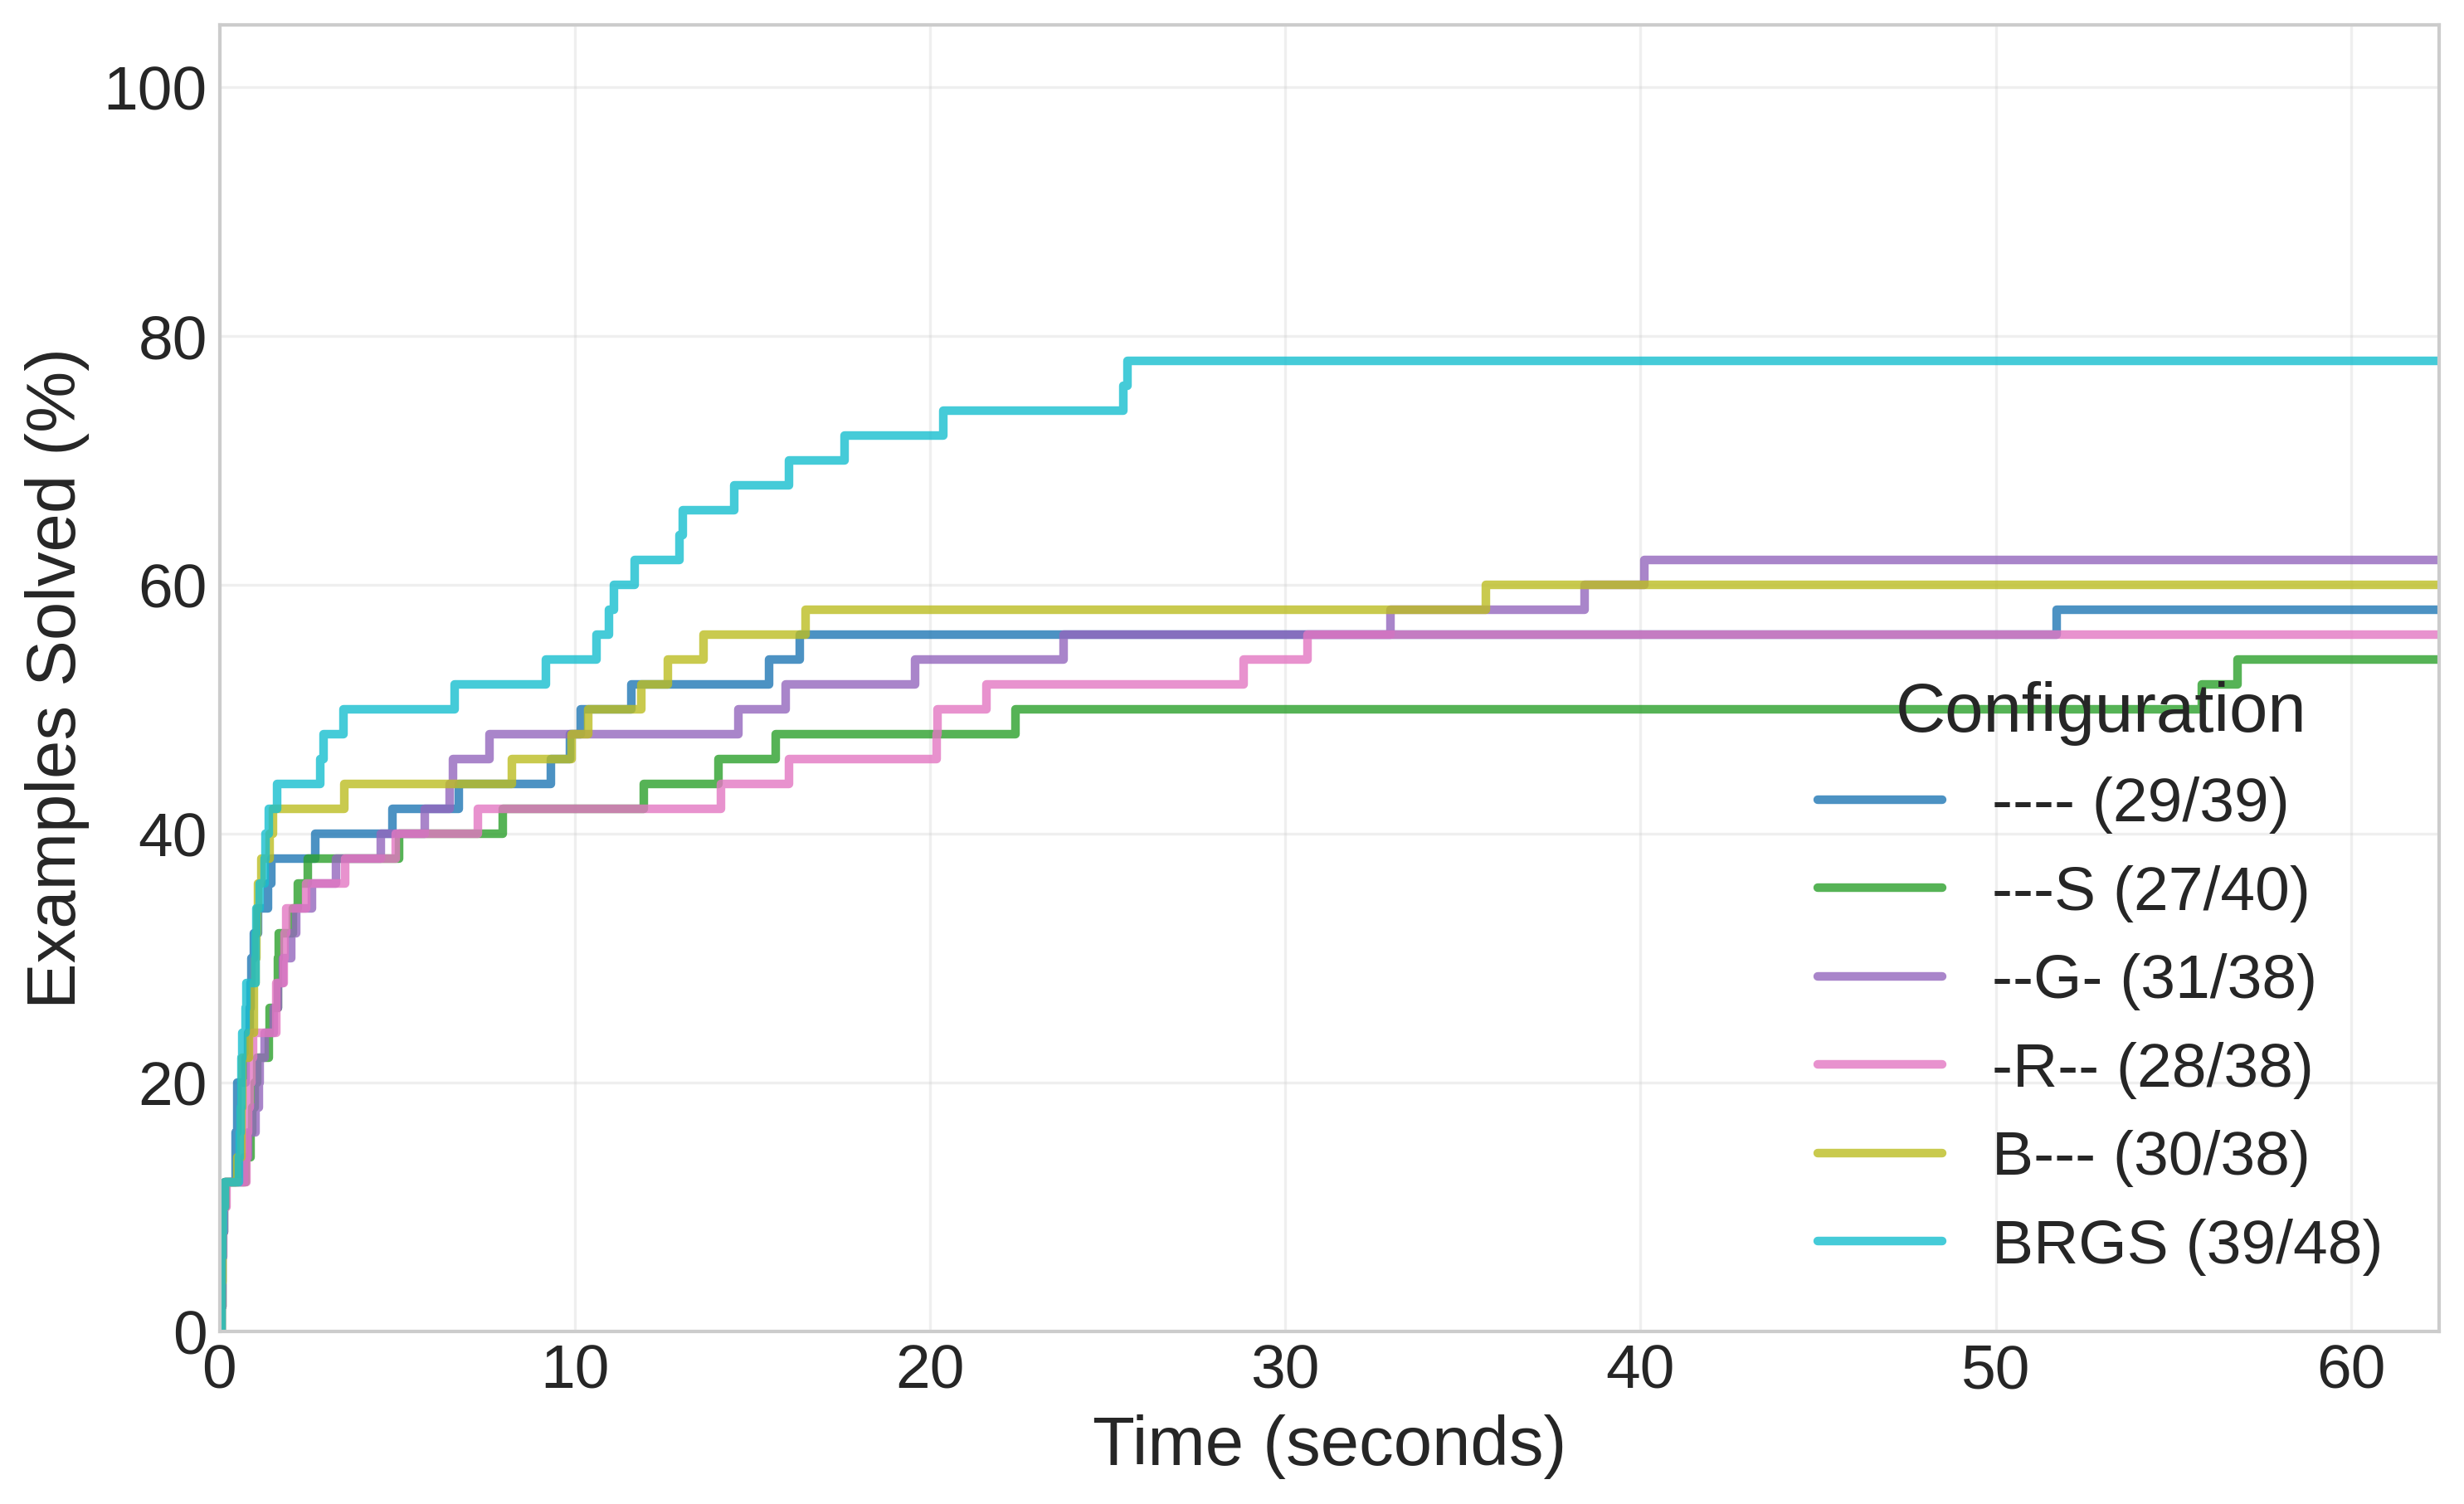 100
80
60
40
20
0
Examples Solved (%)
0 10 20 30 40 50 60
Time (seconds)
Configuration
---- (29/39)
---S (27/40)
--G- (31/38)
-R-- (28/38)
B--- (30/38)
BRGS (39/48)